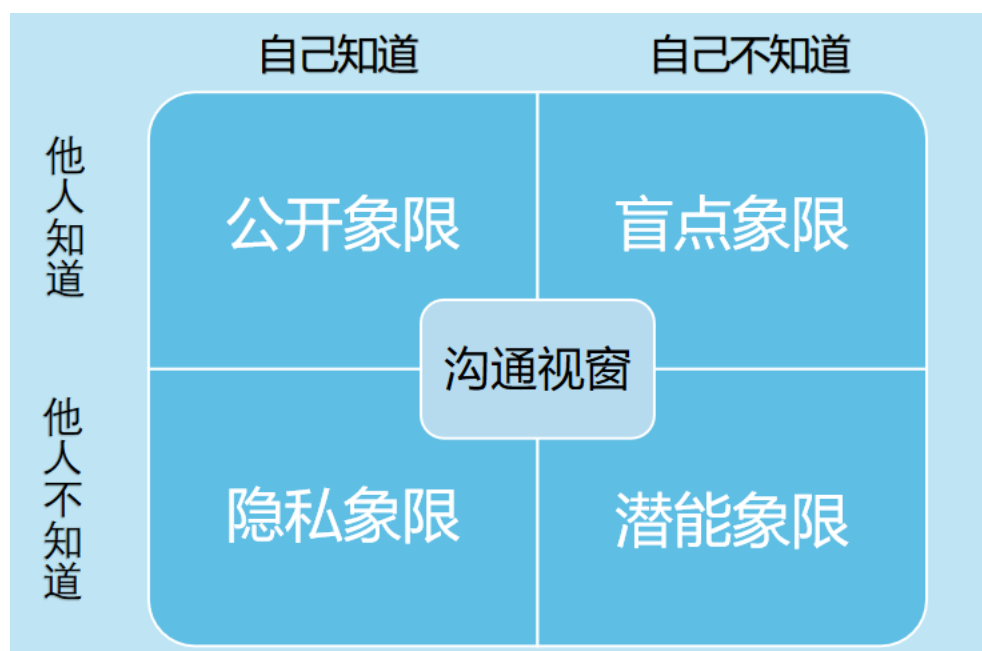 自己知道
自己不知道
他人知道
公开象限
盲点象限
沟通视窗
他人不知道
隐私象限
潜能象限